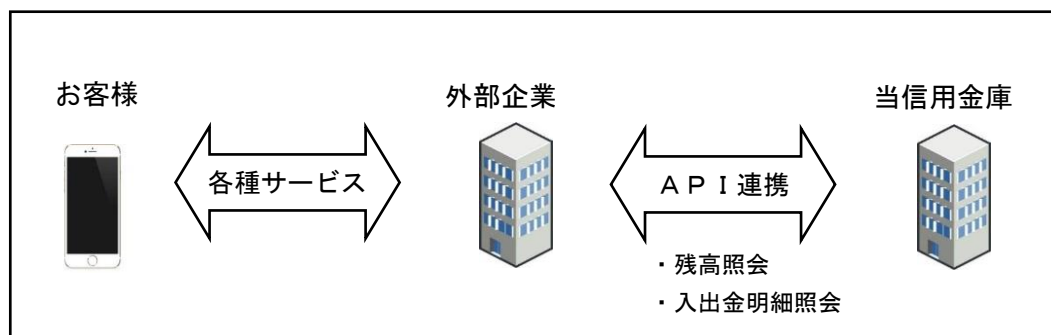 お客様
外部企業
当信用金庫
各種サービス
ＡＰＩ連携
・残高照会
・入出金明細照会